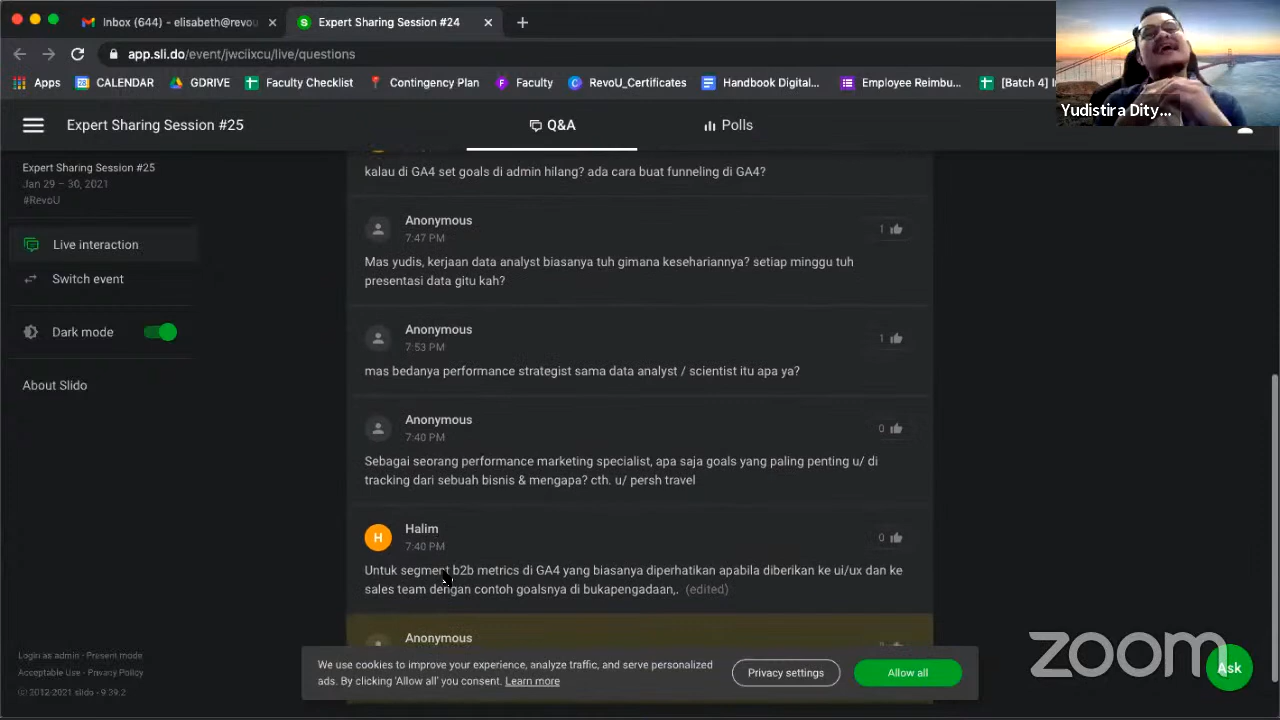 Inbox (644) - elisabeth@revou
Expert Sharing Session #24
app.sli.do/event/jwciixcu/live/questions
Apps
CALENDAR
GDRIVE
Faculty Checklist
Contingency Plan
Faculty
RevoU_Certificates
Handbook Digital...
Employee Reimbu...
[Batch 4]
Yudistira Dity...
Expert Sharing Session #25
Q&A
Polls
Expert Sharing Session #25
Jan 29 – 30, 2021
#RevoU
Live interaction
Switch event
Dark mode
About Slido
kalau di GA4 set goals di admin hilang? ada cara buat funneling di GA4?
Anonymous
7:47 PM
1
Mas yudis, kerjaan data analyst biasanya tuh gimana kesehariannya? setiap minggu tuh
presentasi data gitu kah?
Anonymous
7:53 PM
1
mas bedanya performance strategist sama data analyst / scientist itu apa ya?
Anonymous
7:40 PM
0
Sebagai seorang performance marketing specialist, apa saja goals yang paling penting u/ di
tracking dari sebuah bisnis & mengapa? cth. u/ persh travel
H
Halim
7:40 PM
0
Untuk segment b2b metrics di GA4 yang biasanya diperhatikan apabila diberikan ke ui/ux dan ke
sales team dengan contoh goalsnya di bukapengadaan,. (edited)
Anonymous
Login as admin - Present mode
Acceptable Use - Privacy Policy
© 2012-2021 slido - 9.39.2
We use cookies to improve your experience, analyze traffic, and serve personalized
ads. By clicking 'Allow all' you consent. Learn more
Privacy settings
Allow all
zoom
Ask